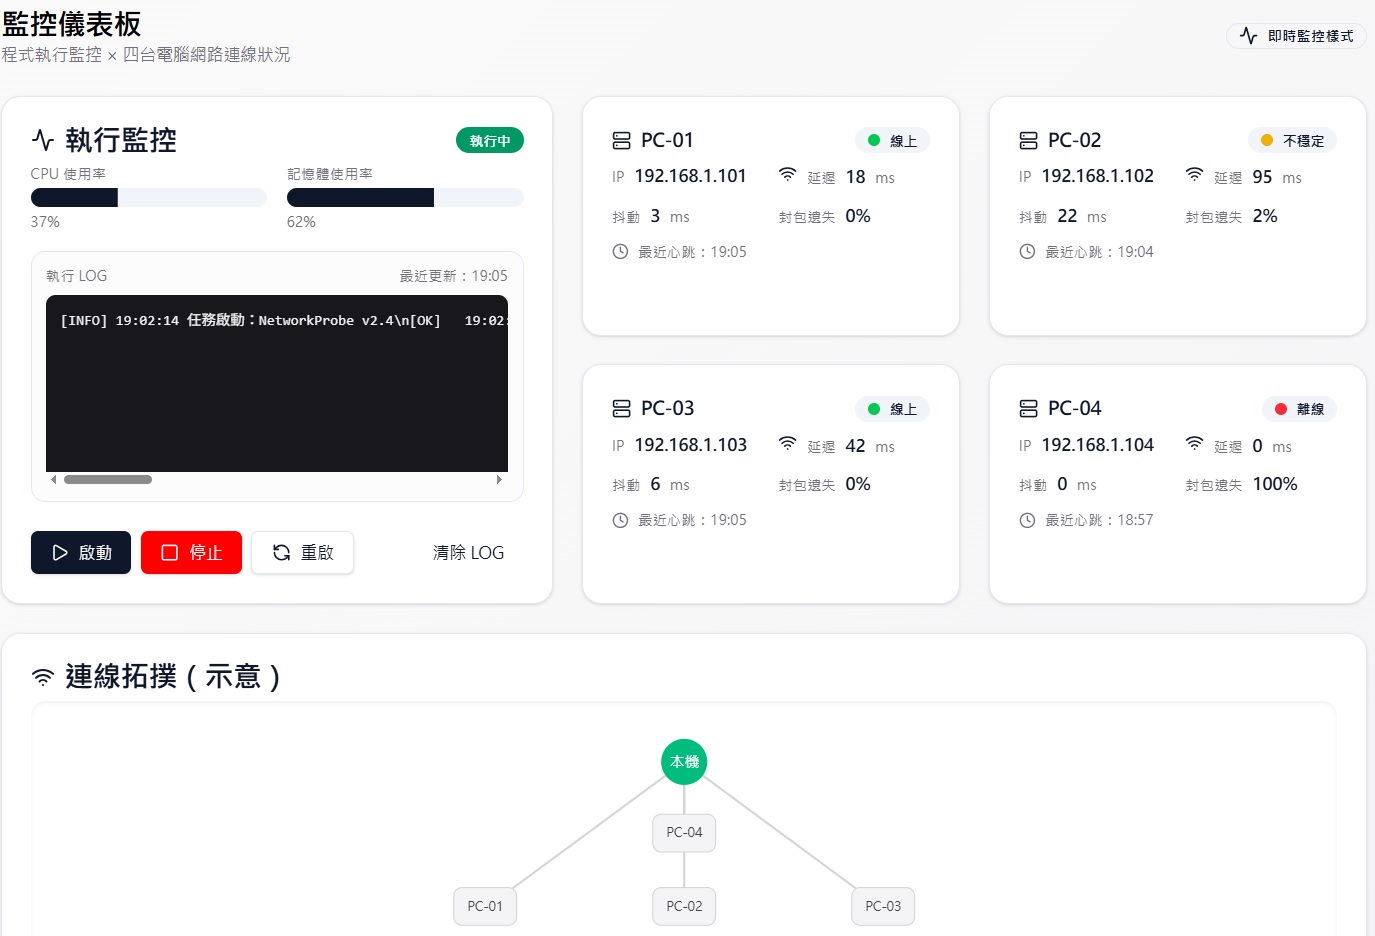 監控儀表板
程式執行監控 × 四台電腦網路連線狀況
即時監控樣式
執行監控
執行中
CPU 使用率
記憶體使用率
37%
62%
執行 LOG
最近更新：19:05
[INFO] 19:02:14 任務啟動：NetworkProbe v2.4\n[OK] 19:02:
啟動
停止
重啟
清除 LOG
PC-01
線上
IP 192.168.1.101
延遲 18 ms
抖動 3 ms
封包遺失 0%
最近心跳：19:05
PC-02
不穩定
IP 192.168.1.102
延遲 95 ms
抖動 22 ms
封包遺失 2%
最近心跳：19:04
PC-03
線上
IP 192.168.1.103
延遲 42 ms
抖動 6 ms
封包遺失 0%
最近心跳：19:05
PC-04
離線
IP 192.168.1.104
延遲 0 ms
抖動 0 ms
封包遺失 100%
最近心跳：18:57
連線拓撲（示意）
本機
PC-04
PC-01
PC-02
PC-03